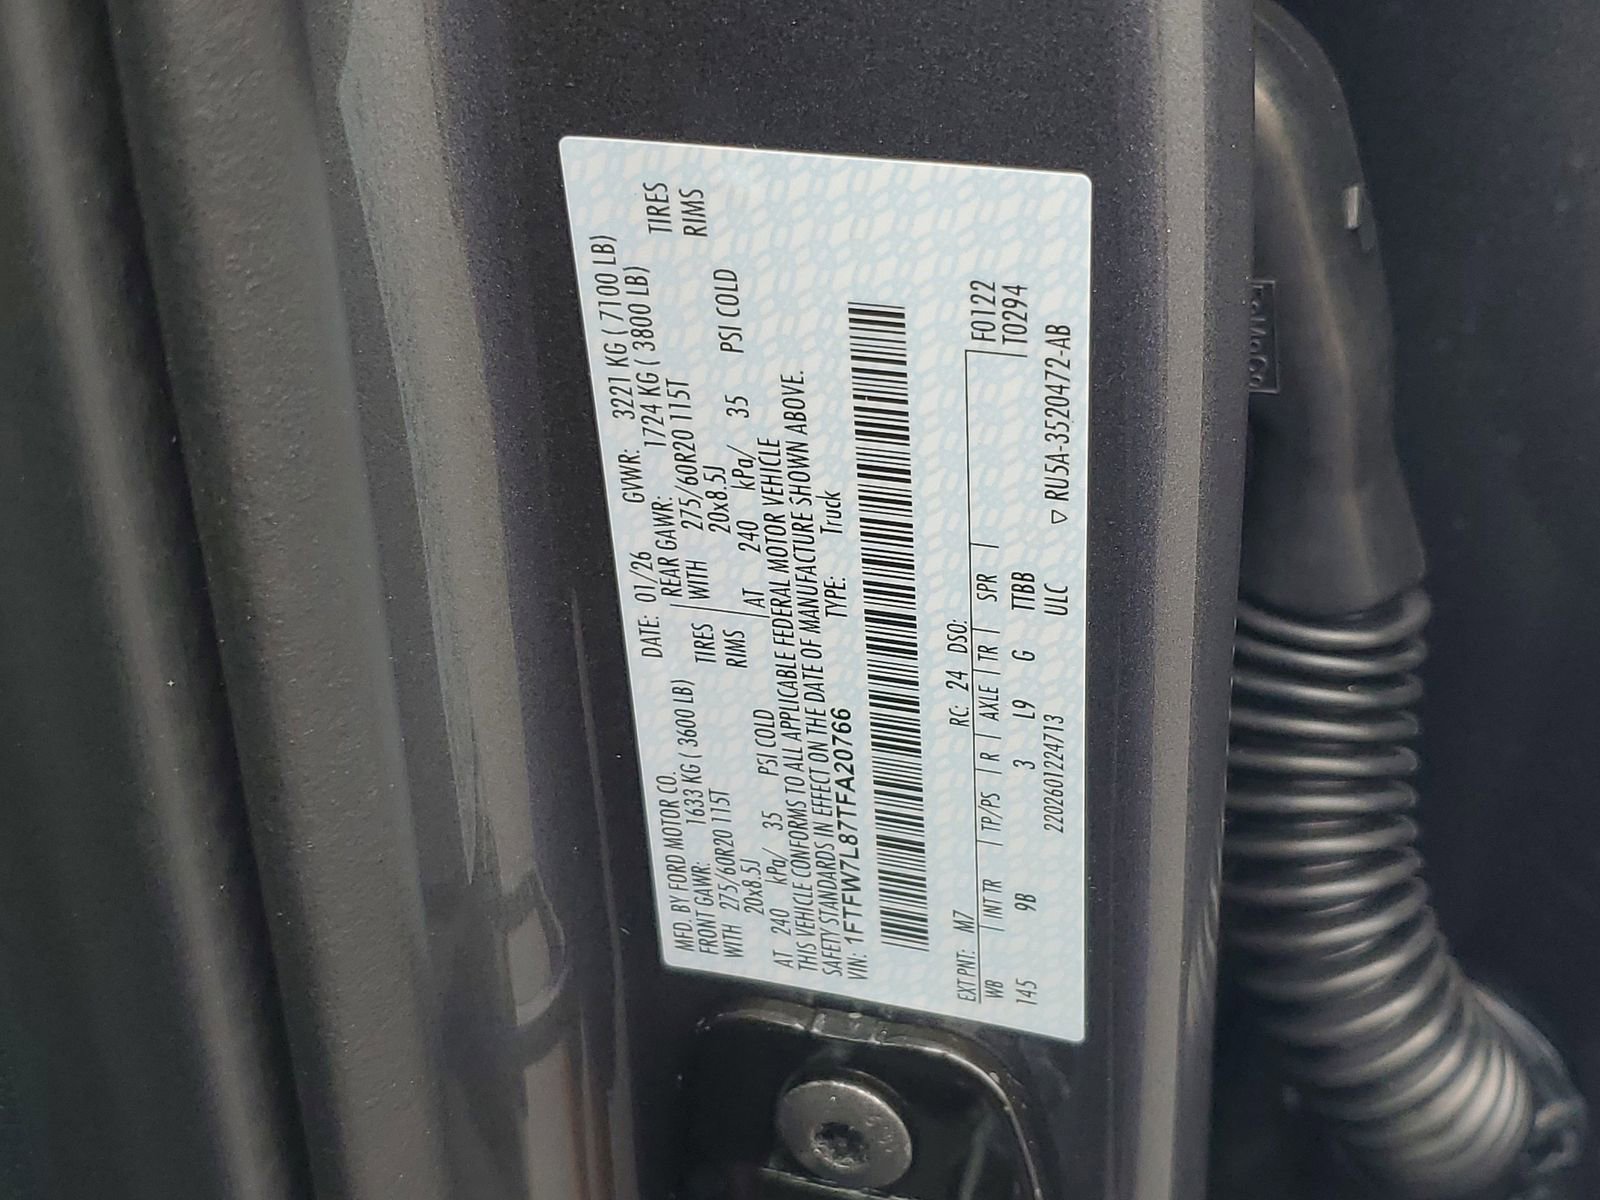 MFD. BY FORD MOTOR CO.
DATE: 01/26 GVWR: 3221 KG ( 7100 LB)
FRONT GAWR: 1633 KG ( 3600 LB) REAR GAWR: 1724 KG ( 3800 LB)
WITH 275/60R20 115T TIRES WITH 275/60R20 115T TIRES
20x8.5J RIMS 20x8.5J RIMS
AT 240 kPa/ 35 PSI COLD AT 240 kPa/ 35 PSI COLD
THIS VEHICLE CONFORMS TO ALL APPLICABLE FEDERAL MOTOR VEHICLE
SAFETY STANDARDS IN EFFECT ON THE DATE OF MANUFACTURE SHOWN ABOVE.
VIN: 1FTFW7L87TFA20766 TYPE: Truck
EXT PNT: M7 RC: 24 DSO:
WB INT TR TP/PS R AXLE TR SPR F0122
145 9B 3 L9 G TTBB T0294
2202601224713 ULC ▽ RU5A-3520472-AB
FoMoCo